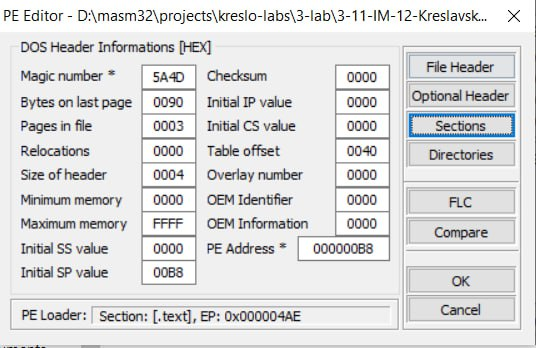 PE Editor - D:\masm32\projects\kreslo-labs\3-lab\3-11-IM-12-Kreslavsk...
DOS Header Informations [HEX]
Magic number * 5A4D Checksum 0000
Bytes on last page 0090 Initial IP value 0000
Pages in file 0003 Initial CS value 0000
Relocations 0000 Table offset 0040
Size of header 0004 Overlay number 0000
Minimum memory 0000 OEM Identifier 0000
Maximum memory FFFF OEM Information 0000
Initial SS value 0000 PE Address * 000000B8
Initial SP value 00B8
File Header
Optional Header
Sections
Directories
FLC
Compare
OK
Cancel
PE Loader: Section: [.text], EP: 0x000004AE